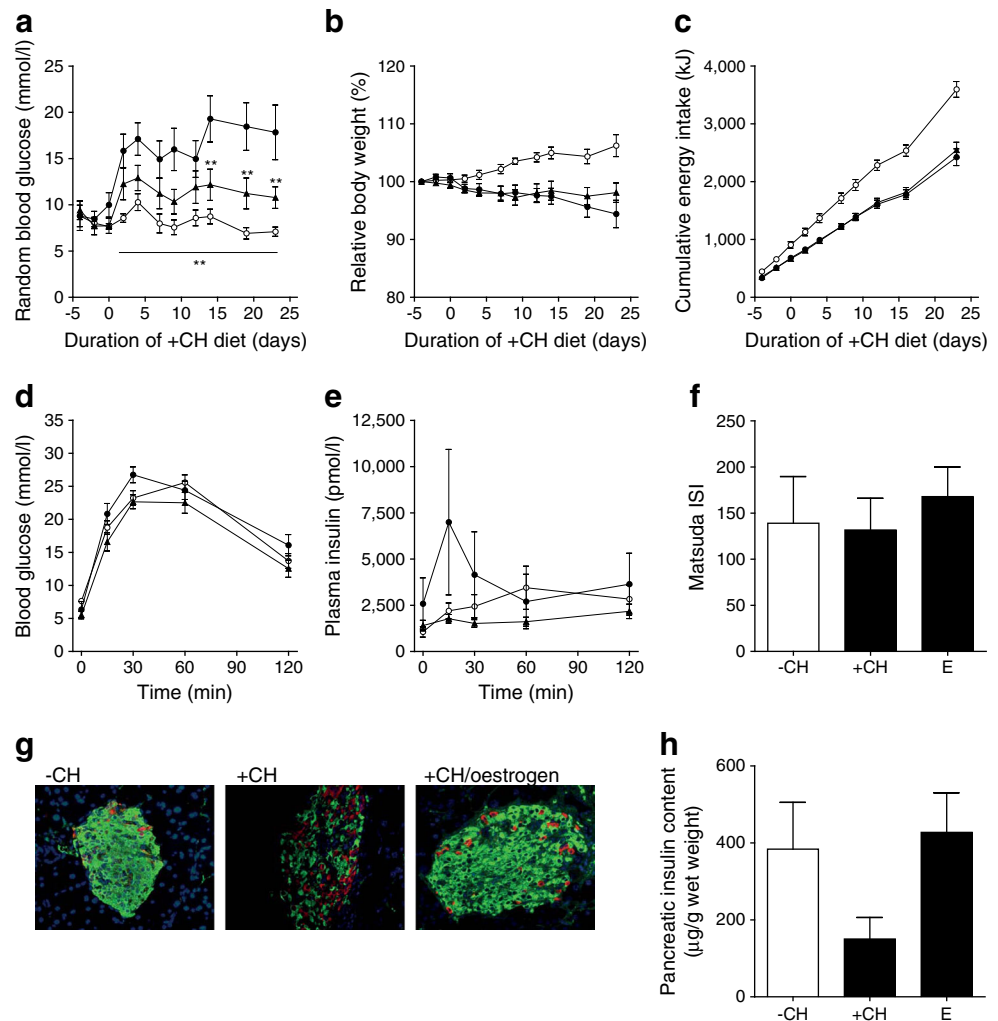 a
Random blood glucose (mmol/l)
25
20
15
10
5
0
**
**
**
**
-5 0 5 10 15 20 25
Duration of +CH diet (days)
b
Relative body weight (%)
120
110
100
90
80
-5 0 5 10 15 20 25
Duration of +CH diet (days)
c
Cumulative energy intake (kJ)
4,000
3,000
2,000
1,000
0
-5 0 5 10 15 20 25
Duration of +CH diet (days)
d
Blood glucose (mmol/l)
35
30
25
20
15
10
5
0
0 30 60 90 120
Time (min)
e
Plasma insulin (pmol/l)
12,500
10,000
7,500
5,000
2,500
0
0 30 60 90 120
Time (min)
f
Matsuda ISI
250
200
150
100
50
0
-CH +CH E
g
-CH +CH +CH/oestrogen
h
Pancreatic insulin content
(μg/g wet weight)
600
400
200
0
-CH +CH E